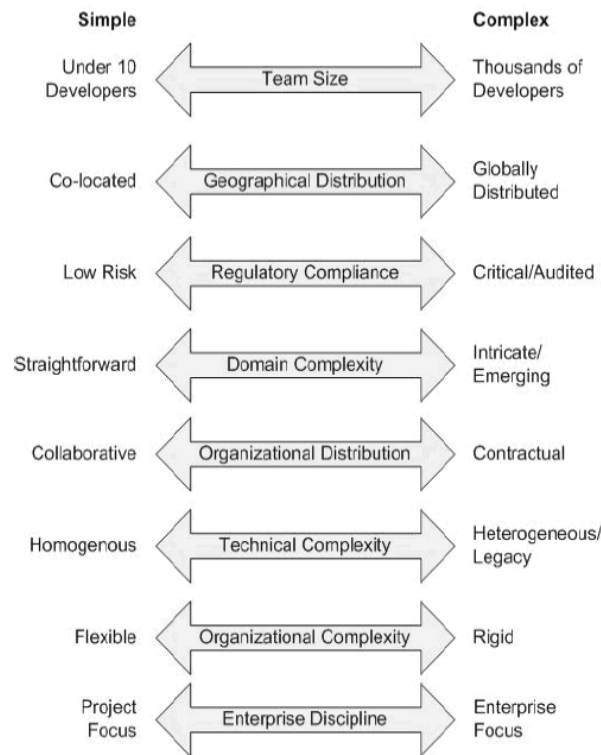 Simple
Complex
Under 10
Developers
Team Size
Thousands of
Developers
Co-located
Geographical Distribution
Globally
Distributed
Low Risk
Regulatory Compliance
Critical/Audited
Straightforward
Domain Complexity
Intricate/
Emerging
Collaborative
Organizational Distribution
Contractual
Homogenous
Technical Complexity
Heterogeneous/
Legacy
Flexible
Organizational Complexity
Rigid
Project
Focus
Enterprise Discipline
Enterprise
Focus